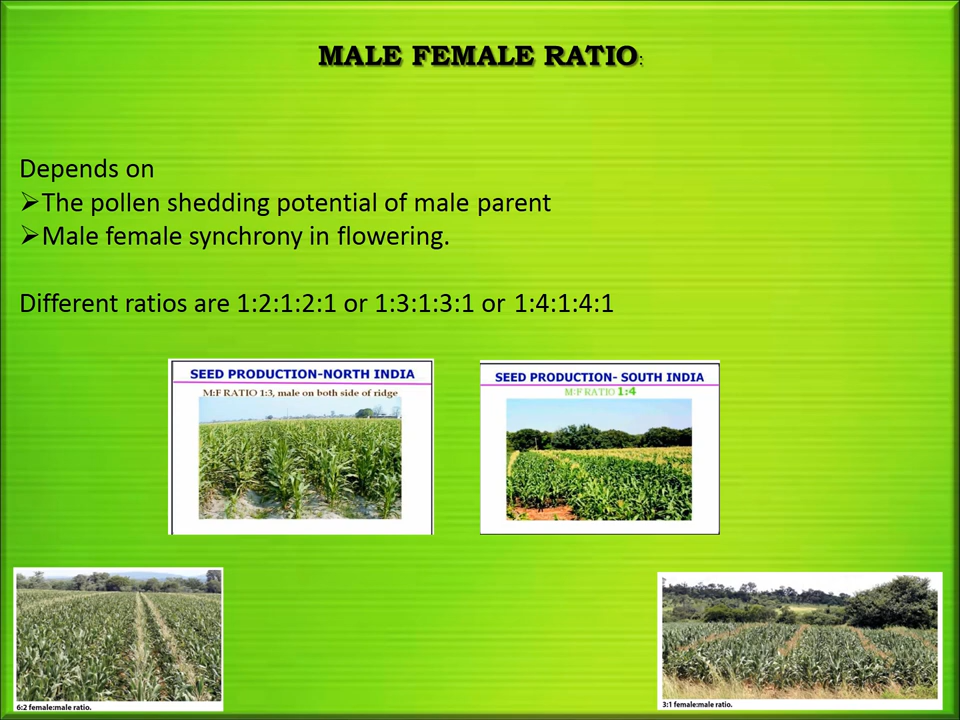 MALE FEMALE RATIO:
Depends on
➢The pollen shedding potential of male parent
➢Male female synchrony in flowering.
Different ratios are 1:2:1:2:1 or 1:3:1:3:1 or 1:4:1:4:1
SEED PRODUCTION-NORTH INDIA
M:F RATIO 1:3, male on both side of ridge
SEED PRODUCTION- SOUTH INDIA
M:F RATIO 1:4
6:2 female:male ratio.
3:1 female:male ratio.